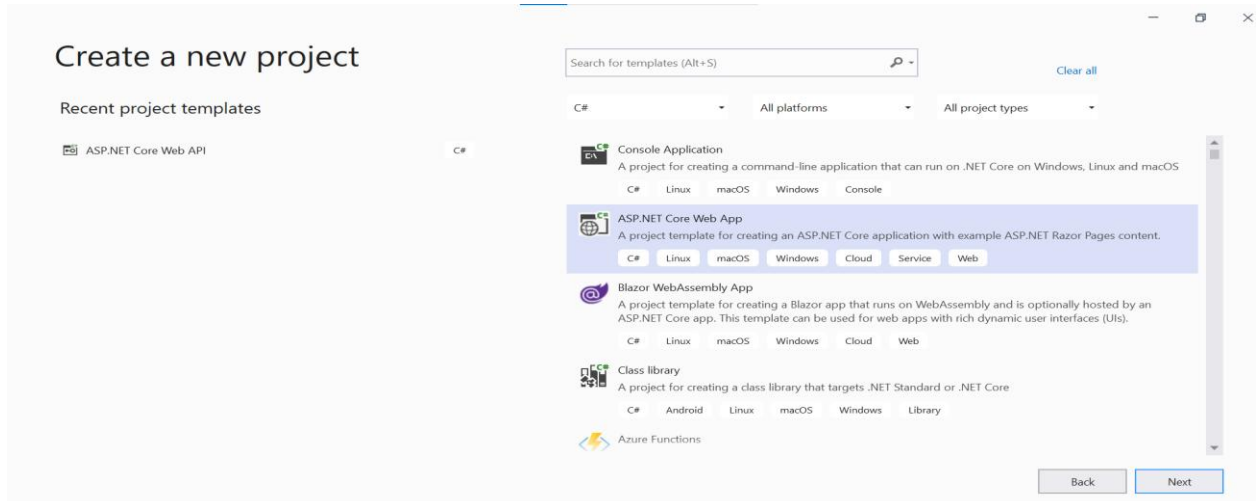 Create a new project
Search for templates (Alt+S)
Clear all
Recent project templates
C# All platforms All project types
ASP.NET Core Web API C#
Console Application
A project for creating a command-line application that can run on .NET Core on Windows, Linux and macOS
C# Linux macOS Windows Console
ASP.NET Core Web App
A project template for creating an ASP.NET Core application with example ASP.NET Razor Pages content.
C# Linux macOS Windows Cloud Service Web
Blazor WebAssembly App
A project template for creating a Blazor app that runs on WebAssembly and is optionally hosted by an
ASP.NET Core app. This template can be used for web apps with rich dynamic user interfaces (UIs).
C# Linux macOS Windows Cloud Web
Class library
A project for creating a class library that targets .NET Standard or .NET Core
C# Android Linux macOS Windows Library
Azure Functions
Back Next